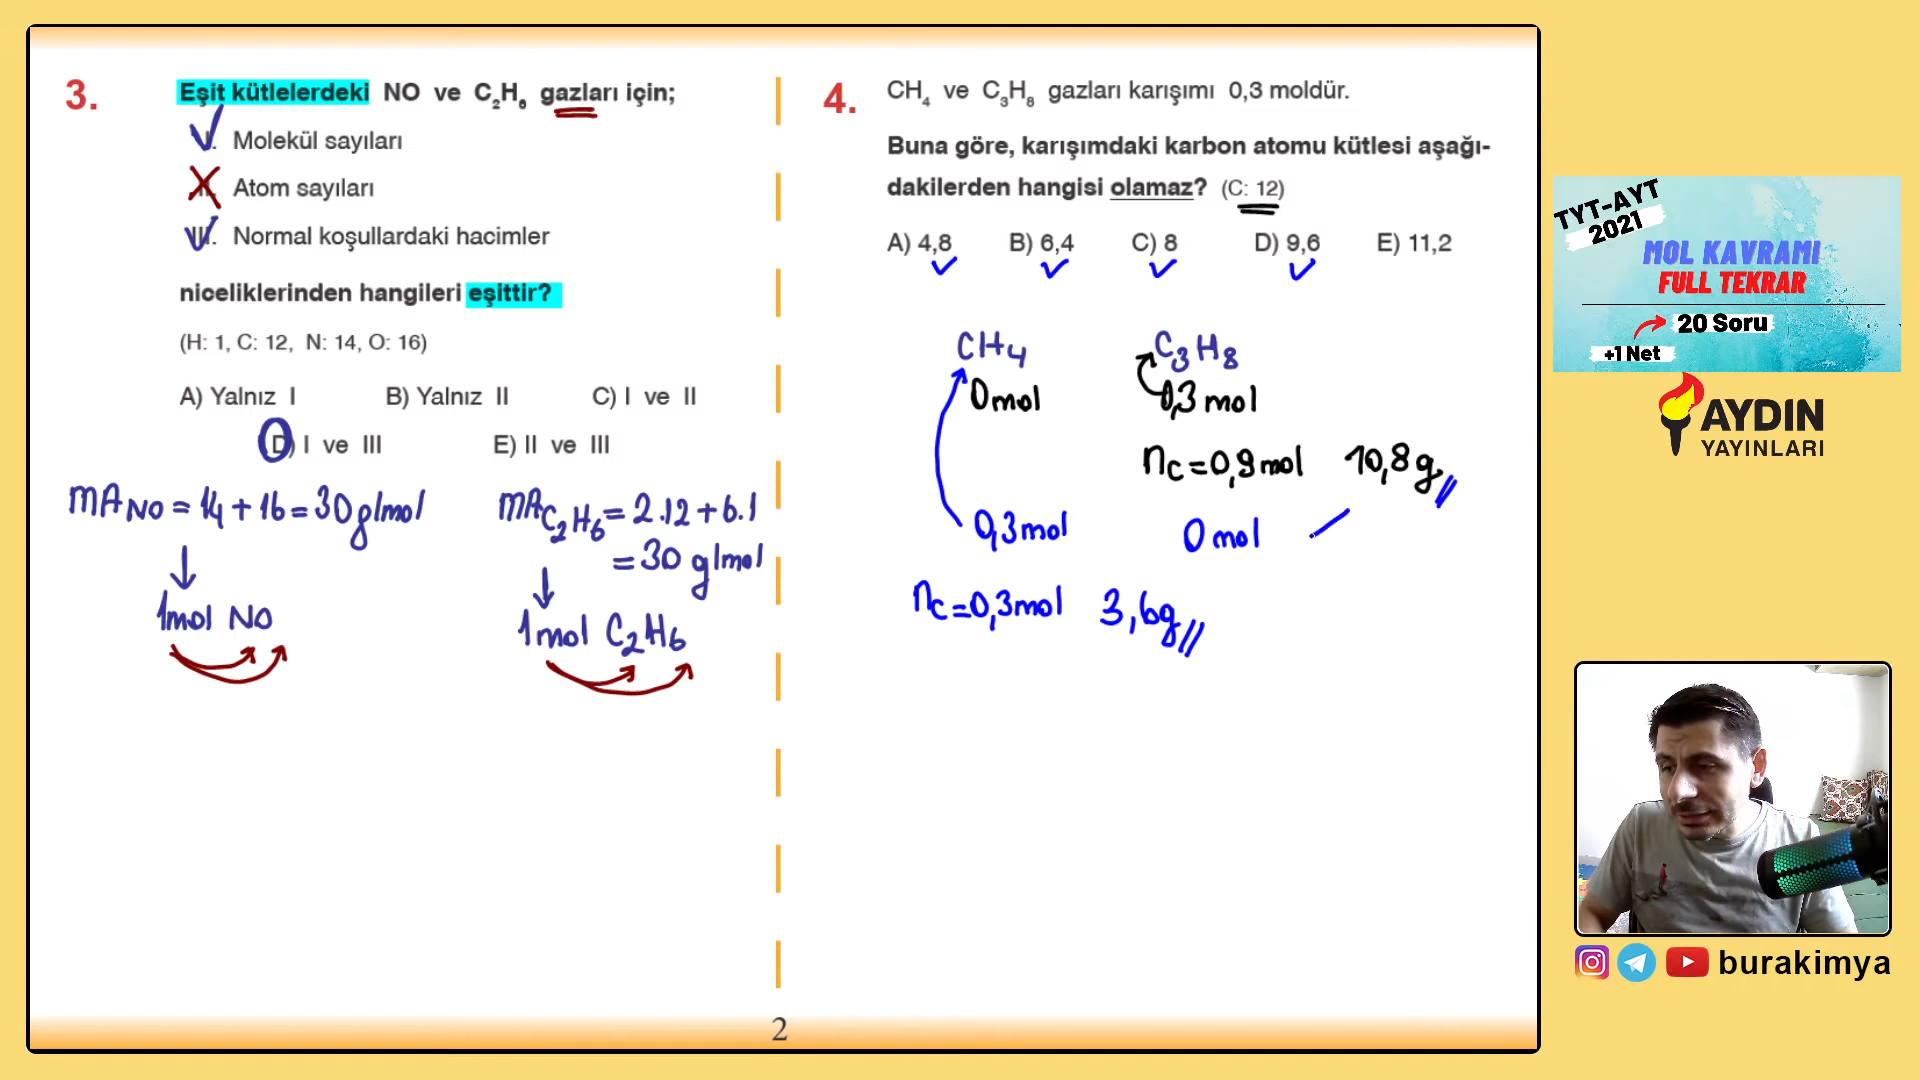 3.
Eşit kütlelerdeki NO ve C₂H₆ gazları için;
I. Molekül sayıları
II. Atom sayıları
III. Normal koşullardaki hacimler
niceliklerinden hangileri eşittir?
(H: 1, C: 12, N: 14, O: 16)
A) Yalnız I
B) Yalnız II
C) I ve II
D) I ve III
E) II ve III
MA NO = 14 + 16 = 30 g/mol
1mol NO
MA C₂H₆ = 2.12 + 6.1
= 30 g/mol
1mol C₂H₆
4.
CH₄ ve C₃H₈ gazları karışımı 0,3 moldür.
Buna göre, karışımdaki karbon atomu kütlesi aşağı-
dakilerden hangisi olamaz? (C: 12)
A) 4,8
B) 6,4
C) 8
D) 9,6
E) 11,2
CH₄
C₃H₈
0 mol
0,3 mol
nC = 0,9 mol
10,8 g
0,3 mol
0 mol
nC = 0,3 mol
3,6 g
2
TYT-AYT
2021
MOL KAVRAMI
FULL TEKRAR
20 Soru
+1 Net
AYDIN
YAYINLARI
burakimya